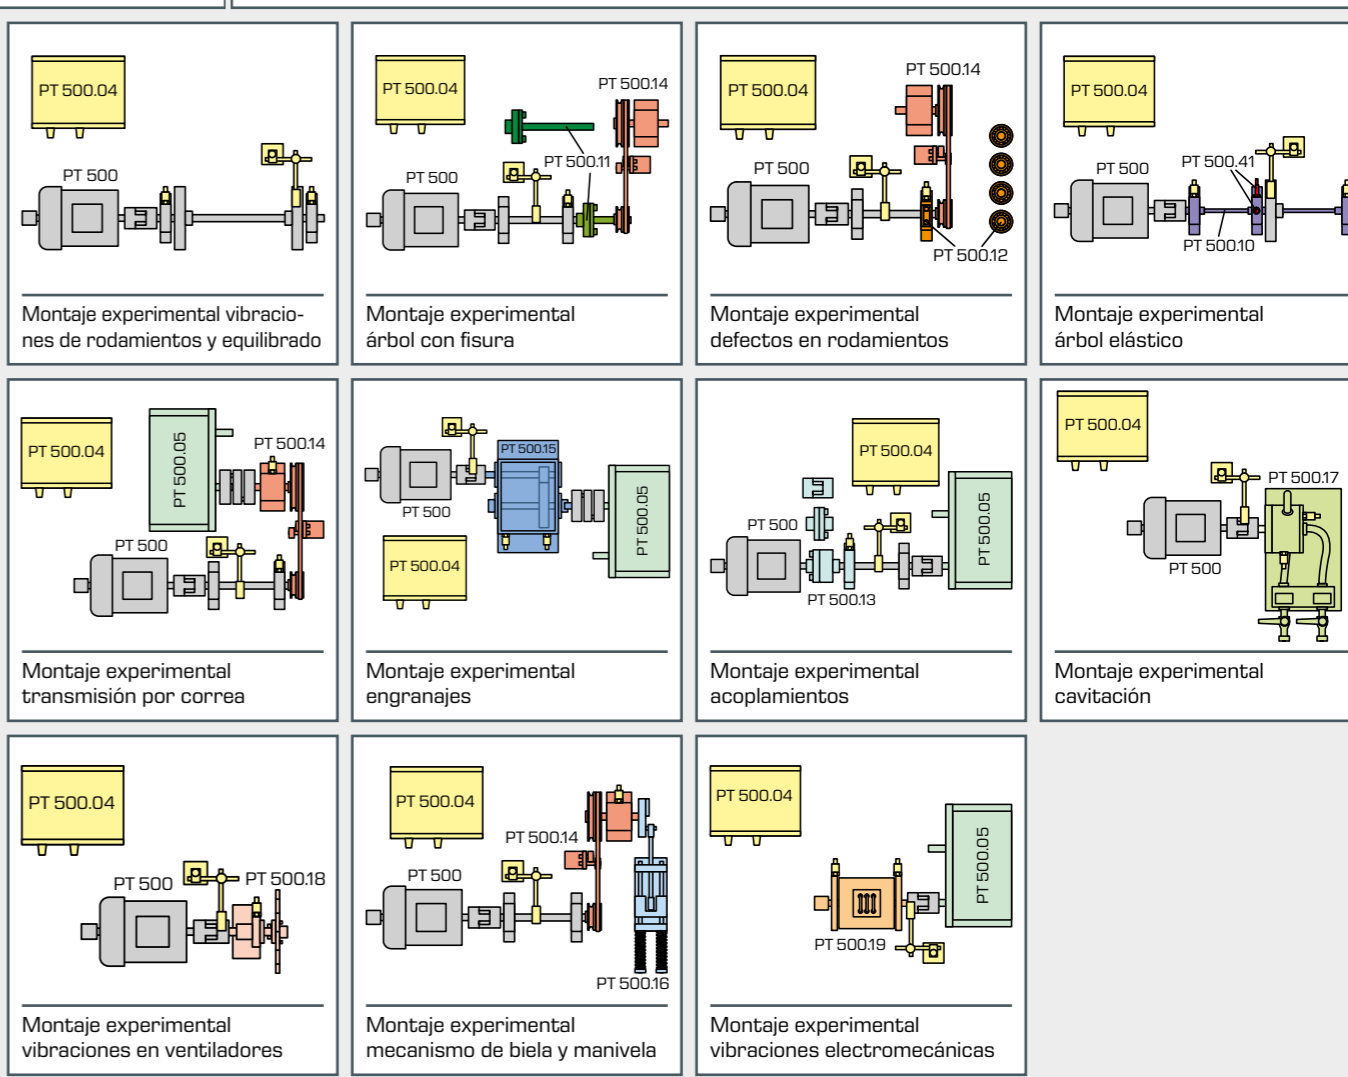 PT 500.04
PT 500
Montaje experimental vibracio-
nes de rodamientos y equilibrado
PT 500.04
PT 500.14
PT 500.11
PT 500
Montaje experimental
árbol con fisura
PT 500.14
PT 500.04
PT 500
PT 500.12
Montaje experimental
defectos en rodamientos
PT 500.04
PT 500.41
PT 500
PT 500.10
Montaje experimental
árbol elástico
PT 500.04
PT 500.05
PT 500.14
PT 500
Montaje experimental
transmisión por correa
PT 500.15
PT 500
PT 500.05
PT 500.04
Montaje experimental
engranajes
PT 500.04
PT 500.05
PT 500
PT 500.13
Montaje experimental
acoplamientos
PT 500.04
PT 500.17
PT 500
Montaje experimental
cavitación
PT 500.04
PT 500
PT 500.18
Montaje experimental
vibraciones en ventiladores
PT 500.04
PT 500.14
PT 500
PT 500.16
Montaje experimental
mecanismo de biela y manivela
PT 500.04
PT 500.05
PT 500.19
Montaje experimental
vibraciones electromecánicas